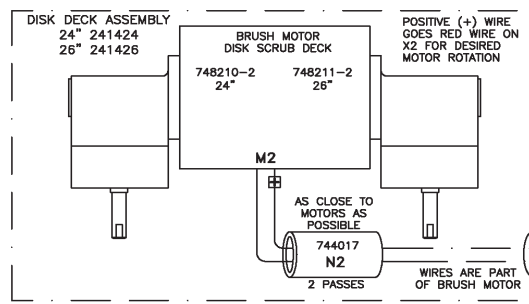 DISK DECK ASSEMBLY
24" 241424
26" 241426
BRUSH MOTOR
DISK SCRUB DECK
748210-2
24"
748211-2
26"
POSITIVE (+) WIRE
GOES RED WIRE ON
X2 FOR DESIRED
MOTOR ROTATION
M2
AS CLOSE TO
MOTORS AS
POSSIBLE
744017
N2
2 PASSES
WIRES ARE PART
OF BRUSH MOTOR